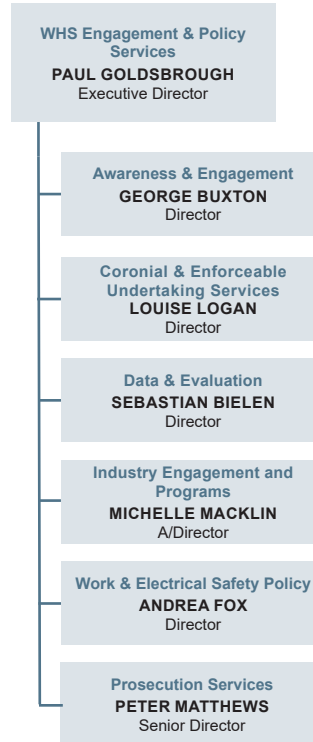 WHS Engagement & Policy
Services
PAUL GOLDSBROUGH
Executive Director
Awareness & Engagement
GEORGE BUXTON
Director
Coronial & Enforceable
Undertaking Services
LOUISE LOGAN
Director
Data & Evaluation
SEBASTIAN BIELEN
Director
Industry Engagement and
Programs
MICHELLE MACKLIN
A/Director
Work & Electrical Safety Policy
ANDREA FOX
Director
Prosecution Services
PETER MATTHEWS
Senior Director